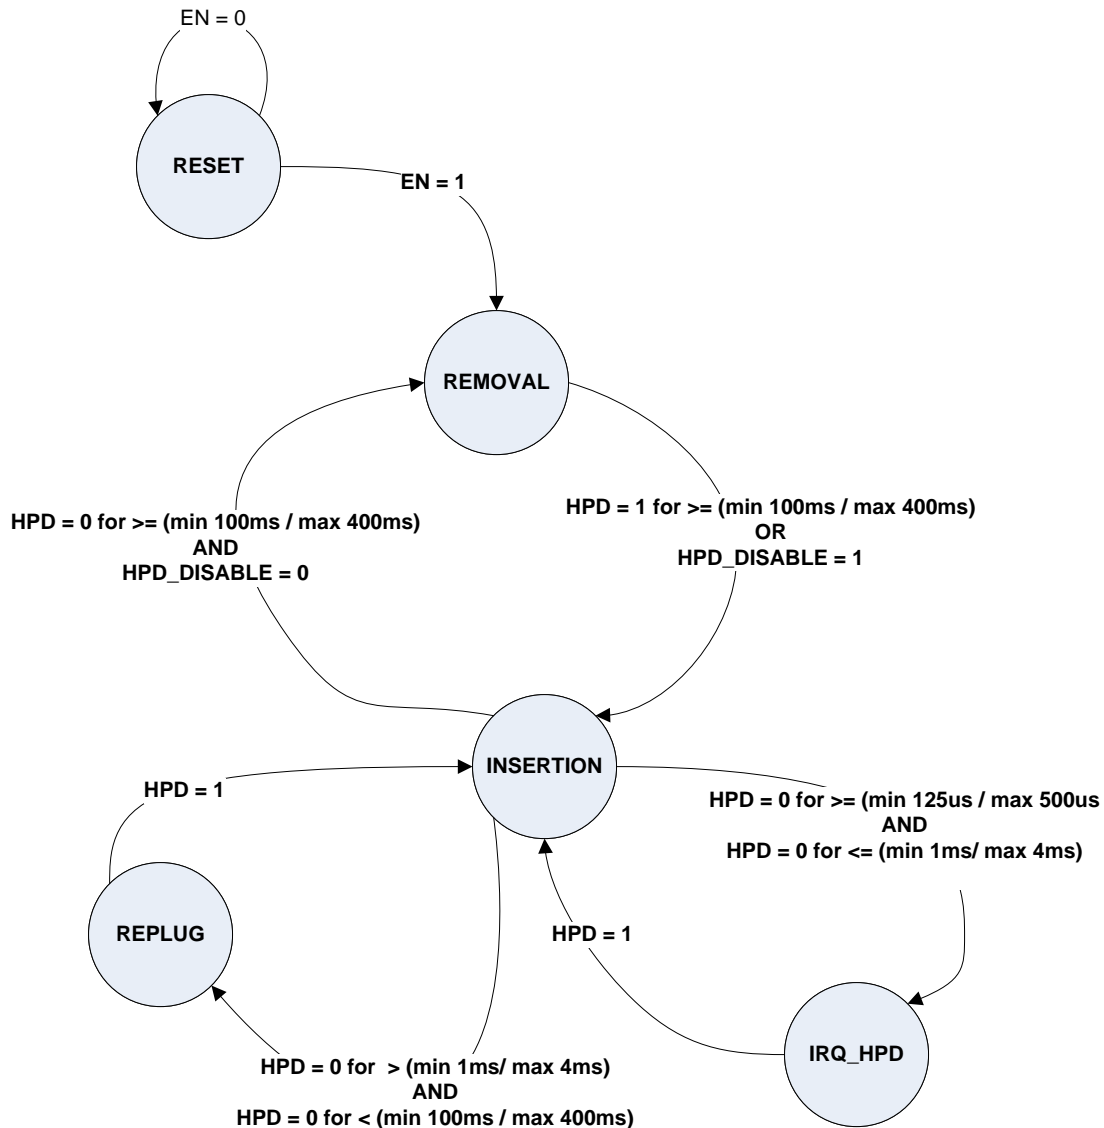 EN = 0
RESET
EN = 1
REMOVAL
HPD = 0 for >= (min 100ms / max 400ms)
AND
HPD_DISABLE = 0
HPD = 1 for >= (min 100ms / max 400ms)
OR
HPD_DISABLE = 1
INSERTION
HPD = 1
HPD = 0 for >= (min 125us / max 500us
AND
HPD = 0 for <= (min 1ms/ max 4ms)
REPLUG
HPD = 1
IRQ_HPD
HPD = 0 for  > (min 1ms/ max 4ms)
AND
HPD = 0 for < (min 100ms / max 400ms)